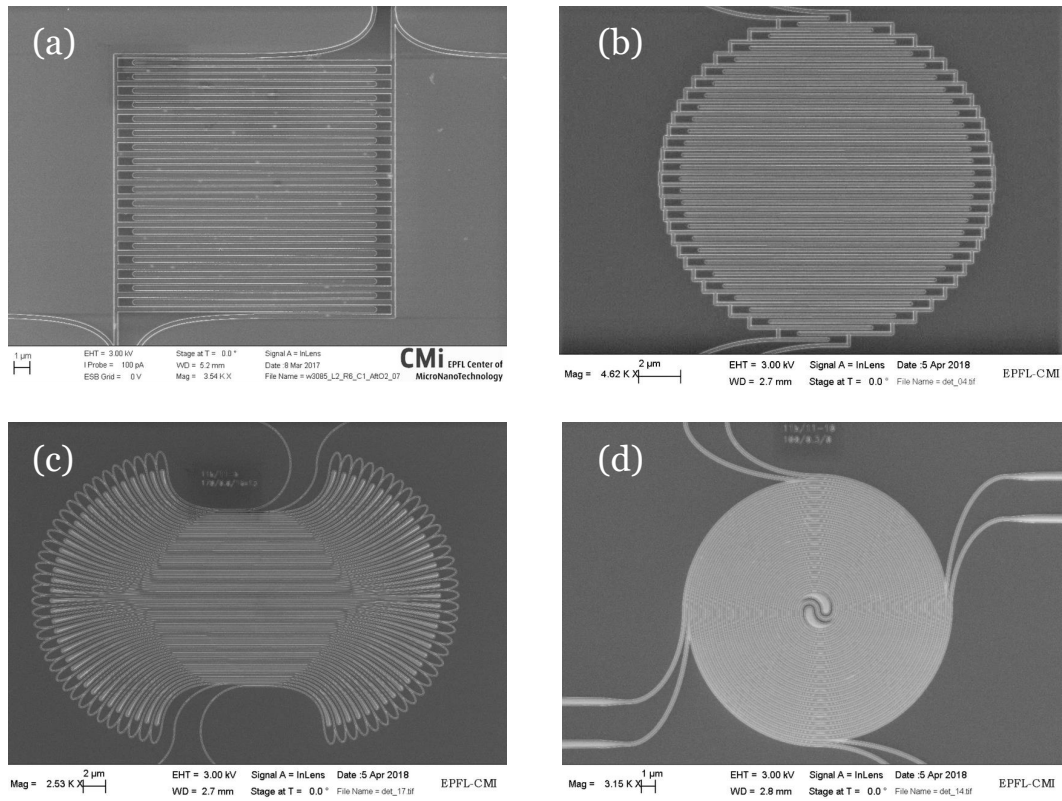 (a)
1 µm
EHT = 3.00 kV
I Probe = 100 pA
ESB Grid = 0 V
Stage at T = 0.0 °
WD = 5.2 mm
Mag = 3.54 K X
Signal A = InLens
Date :8 Mar 2017
File Name = w3085_L2_R6_C1_AftO2_07
CMi EPFL Center of
MicroNanoTechnology
(b)
Mag = 4.62 K X
2 µm
EHT = 3.00 kV
WD = 2.7 mm
Signal A = InLens
Stage at T = 0.0 °
Date :5 Apr 2018
File Name = det_04.tif
EPFL-CMI
(c)
Mag = 2.53 K X
2 µm
EHT = 3.00 kV
WD = 2.7 mm
Signal A = InLens
Stage at T = 0.0 °
Date :5 Apr 2018
File Name = det_17.tif
EPFL-CMI
(d)
Mag = 3.15 K X
1 µm
EHT = 3.00 kV
WD = 2.8 mm
Signal A = InLens
Stage at T = 0.0 °
Date :5 Apr 2018
File Name = det_14.tif
EPFL-CMI